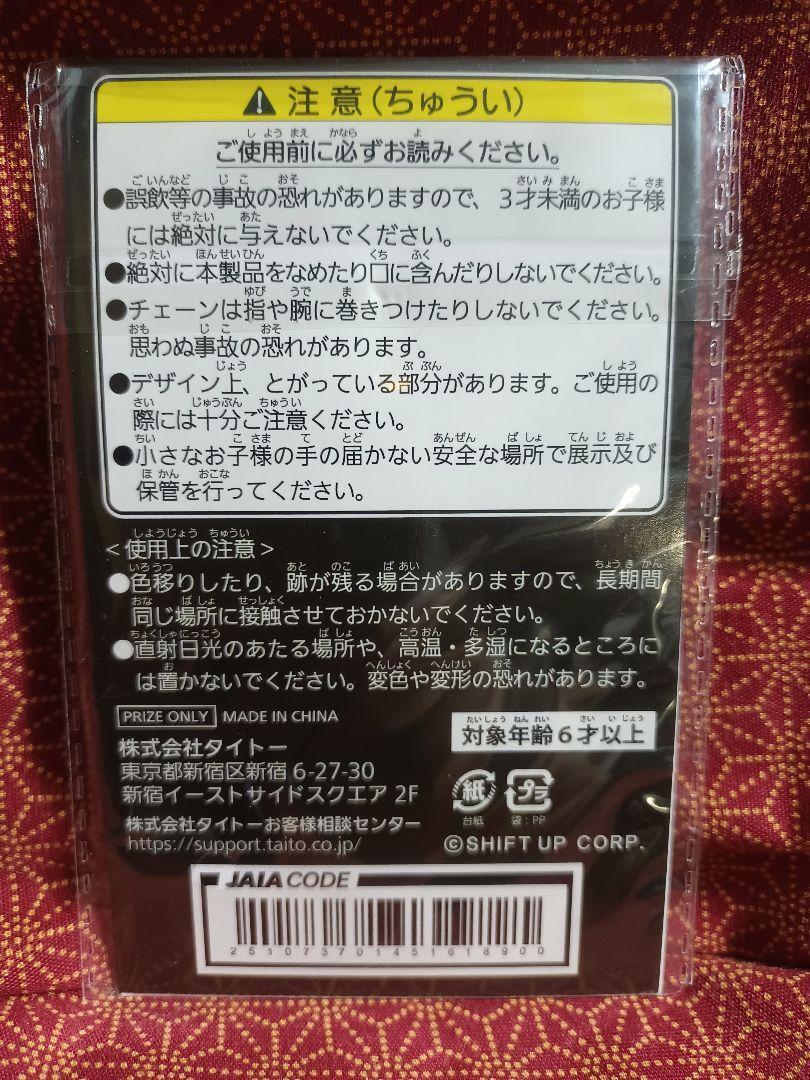 ⚠注意(ちゅうい)
ご使用前に必ずお読みください。
●誤飲等の事故の恐れがありますので、3才未満のお子様
には絶対に与えないでください。
●絶対に本製品をなめたり口に含んだりしないでください。
●チェーンは指や腕に巻きつけたりしないでください。
思わぬ事故の恐れがあります。
●デザイン上、とがっている部分があります。ご使用の
際には十分ご注意ください。
●小さなお子様の手の届かない安全な場所で展示及び
保管を行ってください。
<使用上の注意>
●色移りしたり、跡が残る場合がありますので、長期間
同じ場所に接触させておかないでください。
●直射日光のあたる場所や、高温・多湿になるところに
は置かないでください。変色や変形の恐れがあります。
PRIZE ONLY MADE IN CHINA
対象年齢6才以上
株式会社タイトー
東京都新宿区新宿6-27-30
新宿イーストサイドスクエア 2F
紙 プラ
台紙 袋:PP
株式会社タイトーお客様相談センター
https://support.taito.co.jp/
©SHIFT UP CORP.
JAIA CODE
251073701451618900